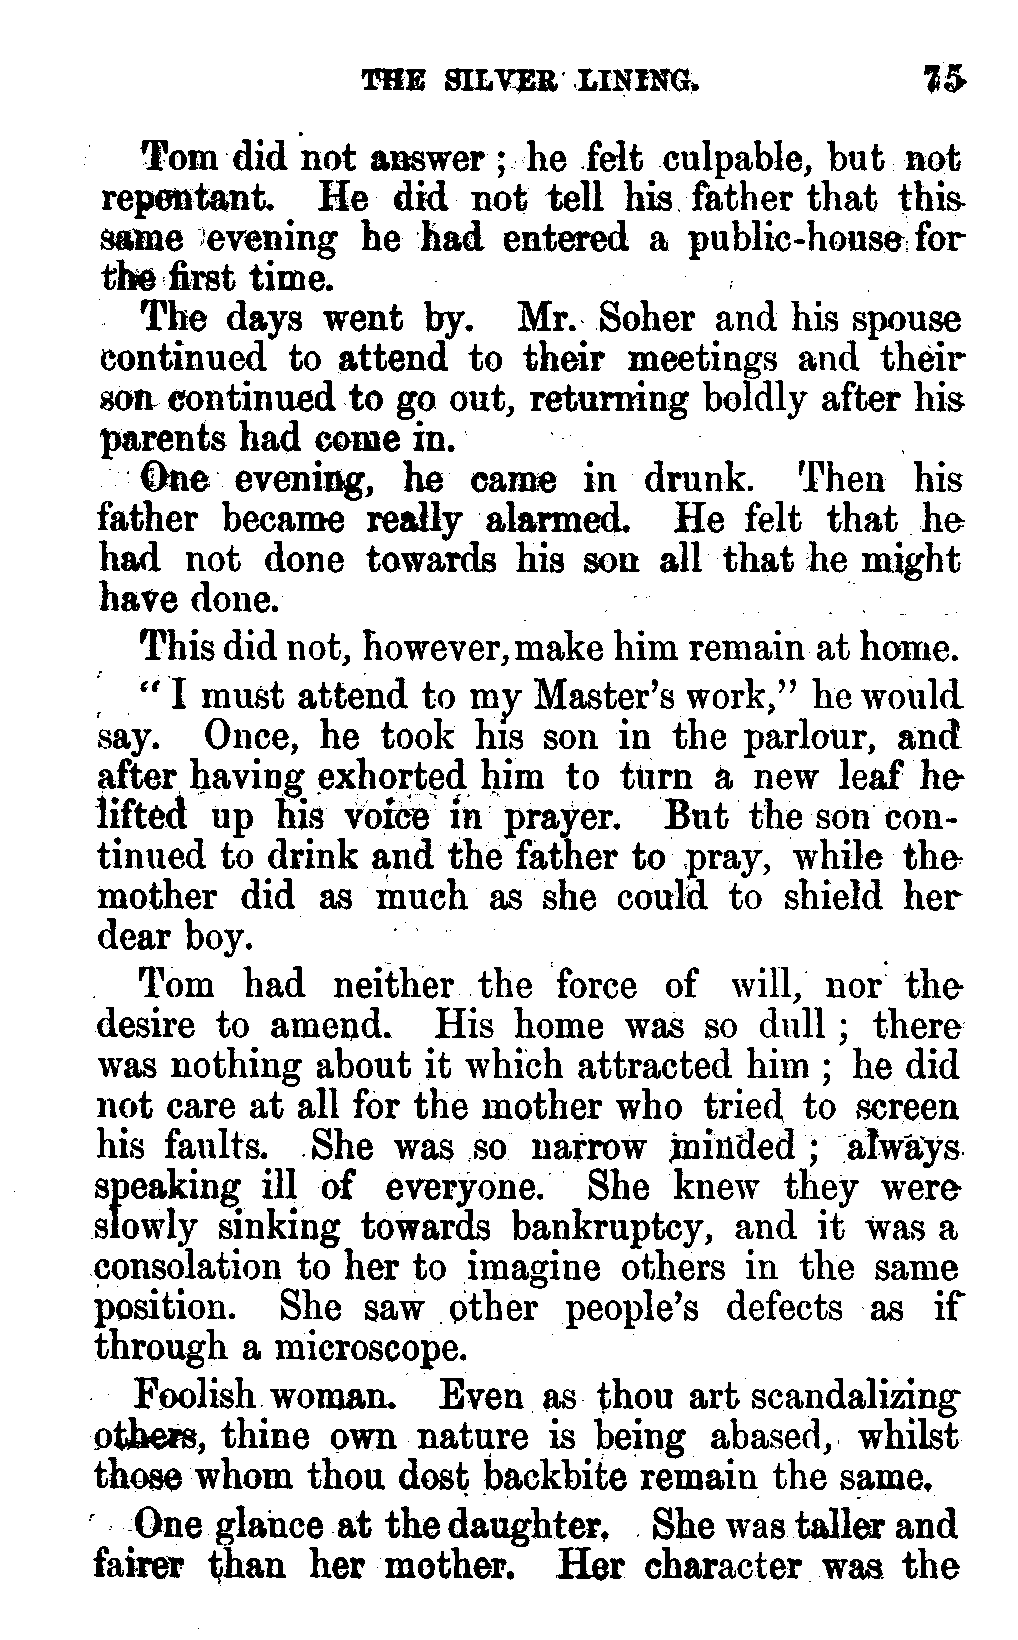 THE SILVER LINING. 75
Tom did not answer ; he felt culpable, but not
repentant. He did not tell his father that this
same evening he had entered a public-house for
the first time.
The days went by. Mr. Soher and his spouse
continued to attend to their meetings and their
son continued to go out, returning boldly after his
parents had come in.
One evening, he came in drunk. Then his
father became really alarmed. He felt that he
had not done towards his son all that he might
have done.
This did not, however, make him remain at home.
“ I must attend to my Master’s work,” he would
say. Once, he took his son in the parlour, and
after having exhorted him to turn a new leaf he
lifted up his voice in prayer. But the son con-
tinued to drink and the father to pray, while the
mother did as much as she could to shield her
dear boy.
Tom had neither the force of will, nor the
desire to amend. His home was so dull ; there
was nothing about it which attracted him ; he did
not care at all for the mother who tried to screen
his faults. She was so narrow minded ; always
speaking ill of everyone. She knew they were
slowly sinking towards bankruptcy, and it was a
consolation to her to imagine others in the same
position. She saw other people’s defects as if
through a microscope.
Foolish woman. Even as thou art scandalizing
others, thine own nature is being abased, whilst
those whom thou dost backbite remain the same.
One glance at the daughter. She was taller and
fairer than her mother. Her character was the